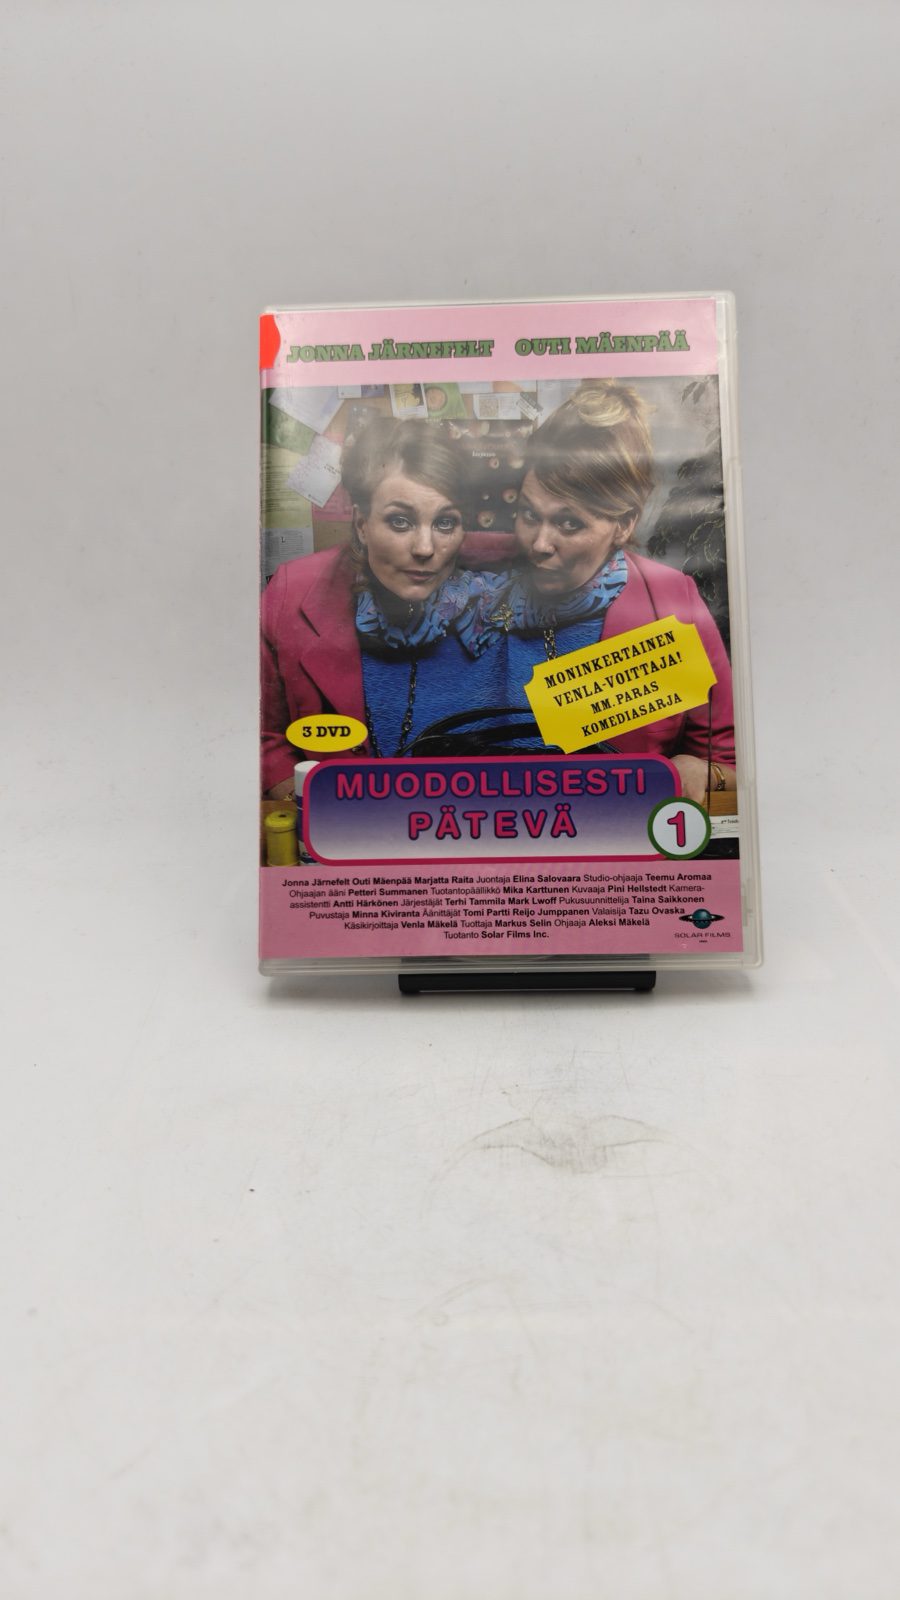 JONNA JÄRNEFELT OUTI MÄENPÄÄ
MONINKERTAINEN
VENLA-VOITTAJA!
MM. PARAS
KOMEDIASARJA
3 DVD
MUODOLLISESTI
PÄTEVÄ
1
Jonna Järnefelt Outi Mäenpää Marjatta Raita Juontaja Elina Salovaara Studio-ohjaaja Teemu Aromaa
Ohjaajan ääni Petteri Summanen Tuotantopäällikkö Mika Karttunen Kuvaaja Pini Hellstedt Kamera-
assistentti Antti Härkönen Järjestäjät Terhi Tammila Mark Lwoff Pukusuunnittelija Taina Saikkonen
Puvustaja Minna Kiviranta Äänittäjät Tomi Partti Reijo Jumppanen Valaisija Tazu Ovaska
Käsikirjoittaja Venla Mäkelä Tuottaja Markus Selin Ohjaaja Aleksi Mäkelä
Tuotanto Solar Films Inc.
SOLAR FILMS